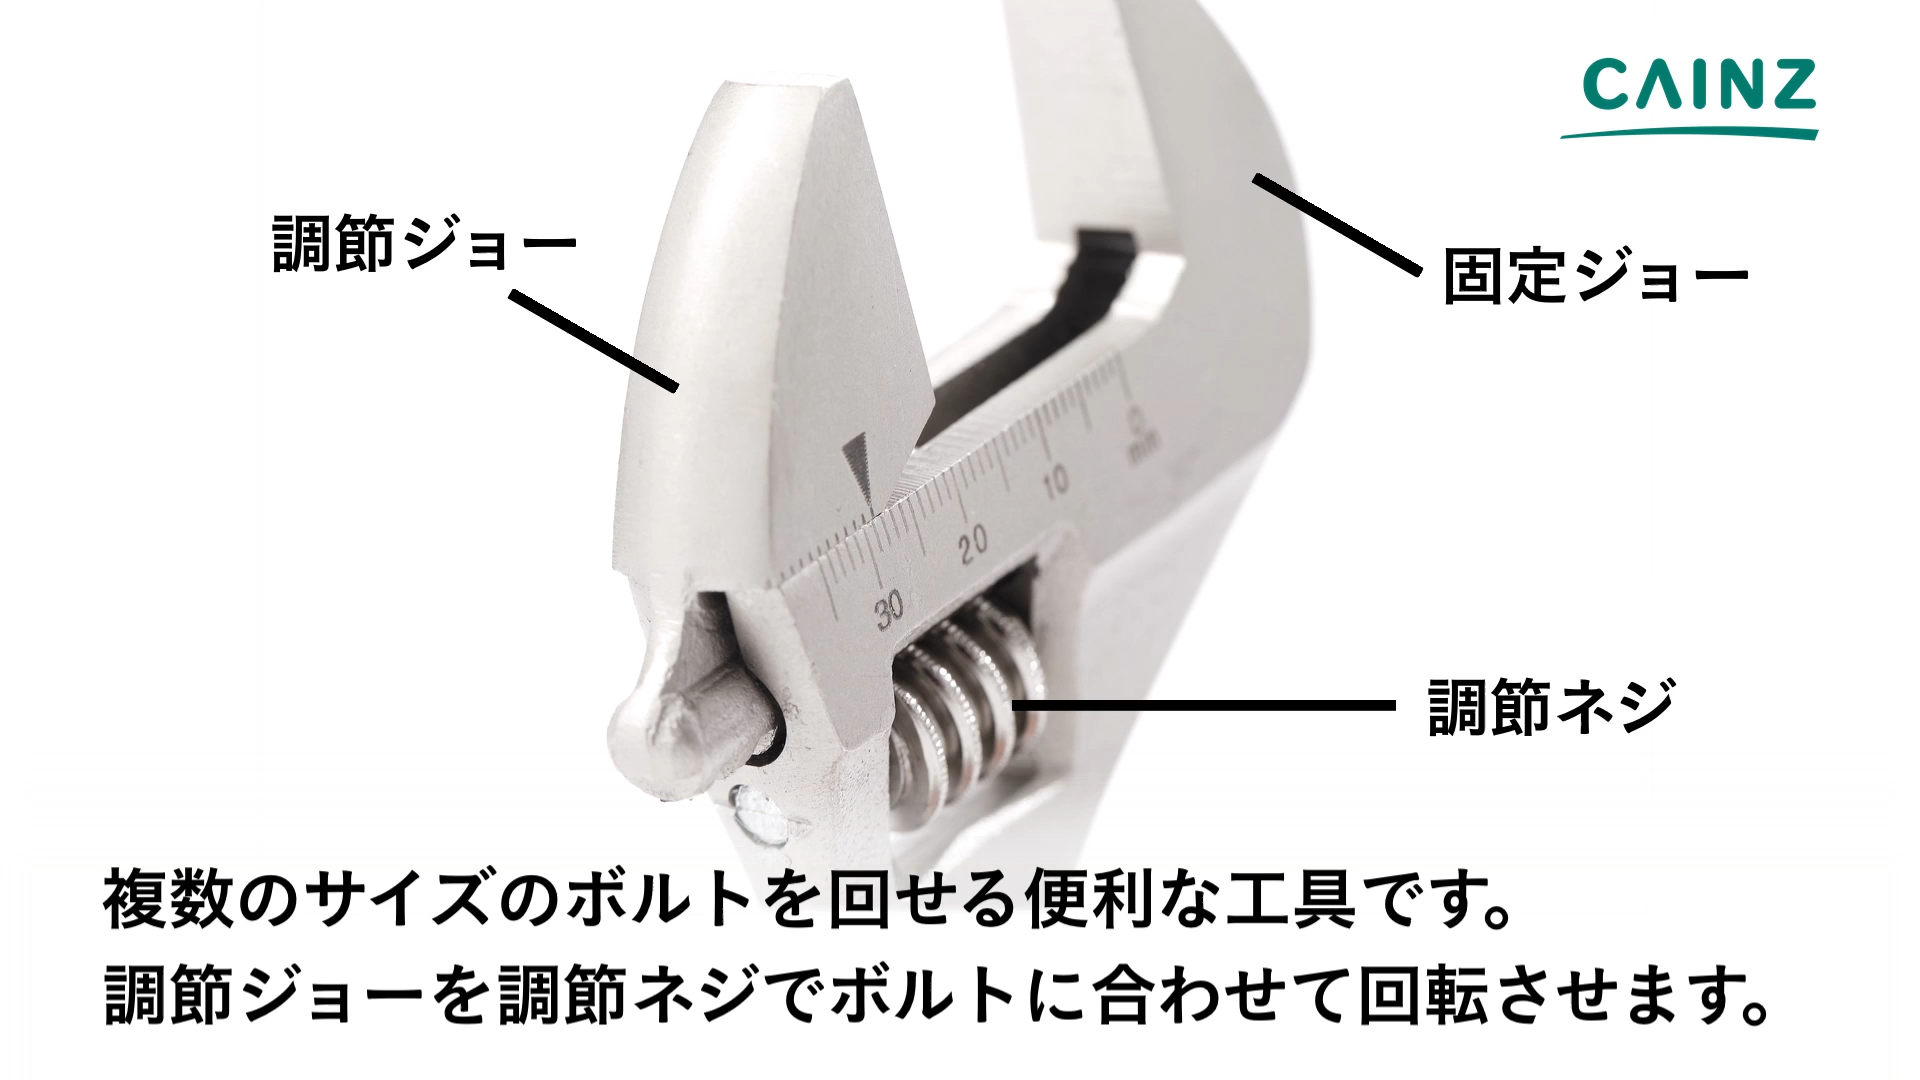 CAINZ
調節ジョー
固定ジョー
0
mm
10
20
30
調節ネジ
複数のサイズのボルトを回せる便利な工具です。
調節ジョーを調節ネジでボルトに合わせて回転させます。